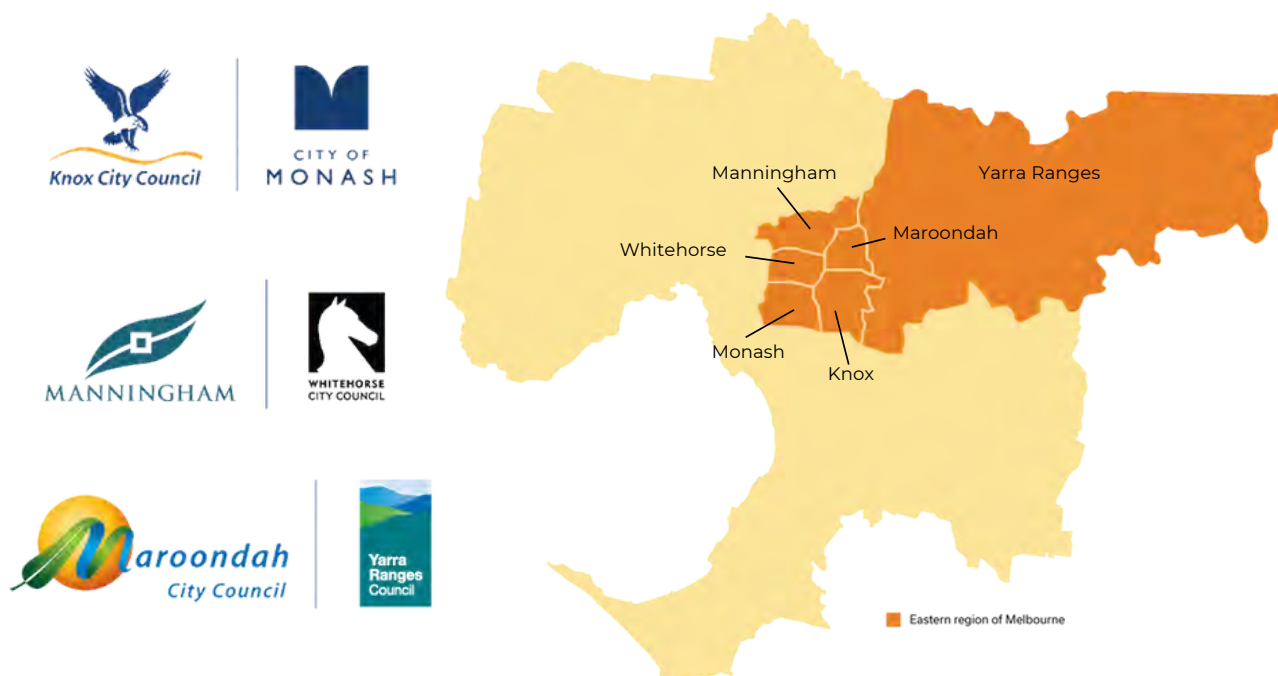 Knox City Council
CITY OF
MONASH
MANNINGHAM
WHITEHORSE
CITY COUNCIL
Maroondah
City Council
Yarra
Ranges
Council
Manningham
Yarra Ranges
Maroondah
Whitehorse
Monash
Knox
Eastern region of Melbourne